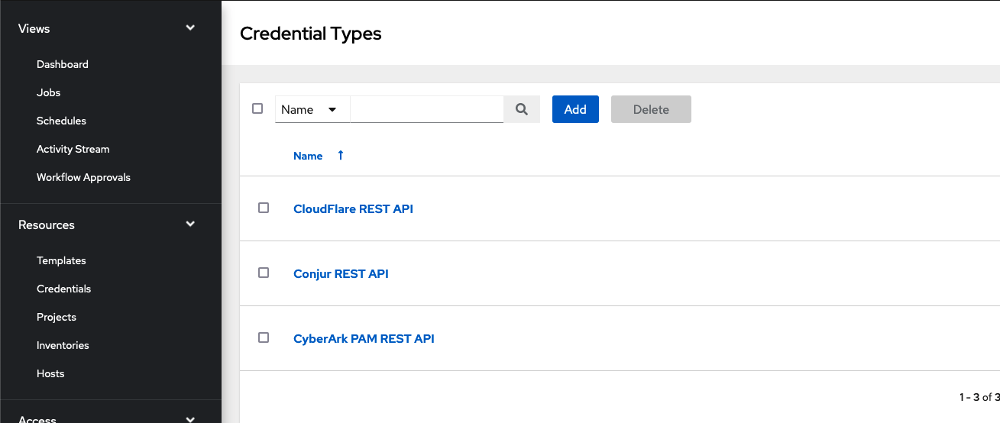 Views
Dashboard
Jobs
Schedules
Activity Stream
Workflow Approvals
Resources
Templates
Credentials
Projects
Inventories
Hosts
Access
Credential Types
Name
Add
Delete
Name
CloudFlare REST API
Conjur REST API
CyberArk PAM REST API
1 - 3 of 3